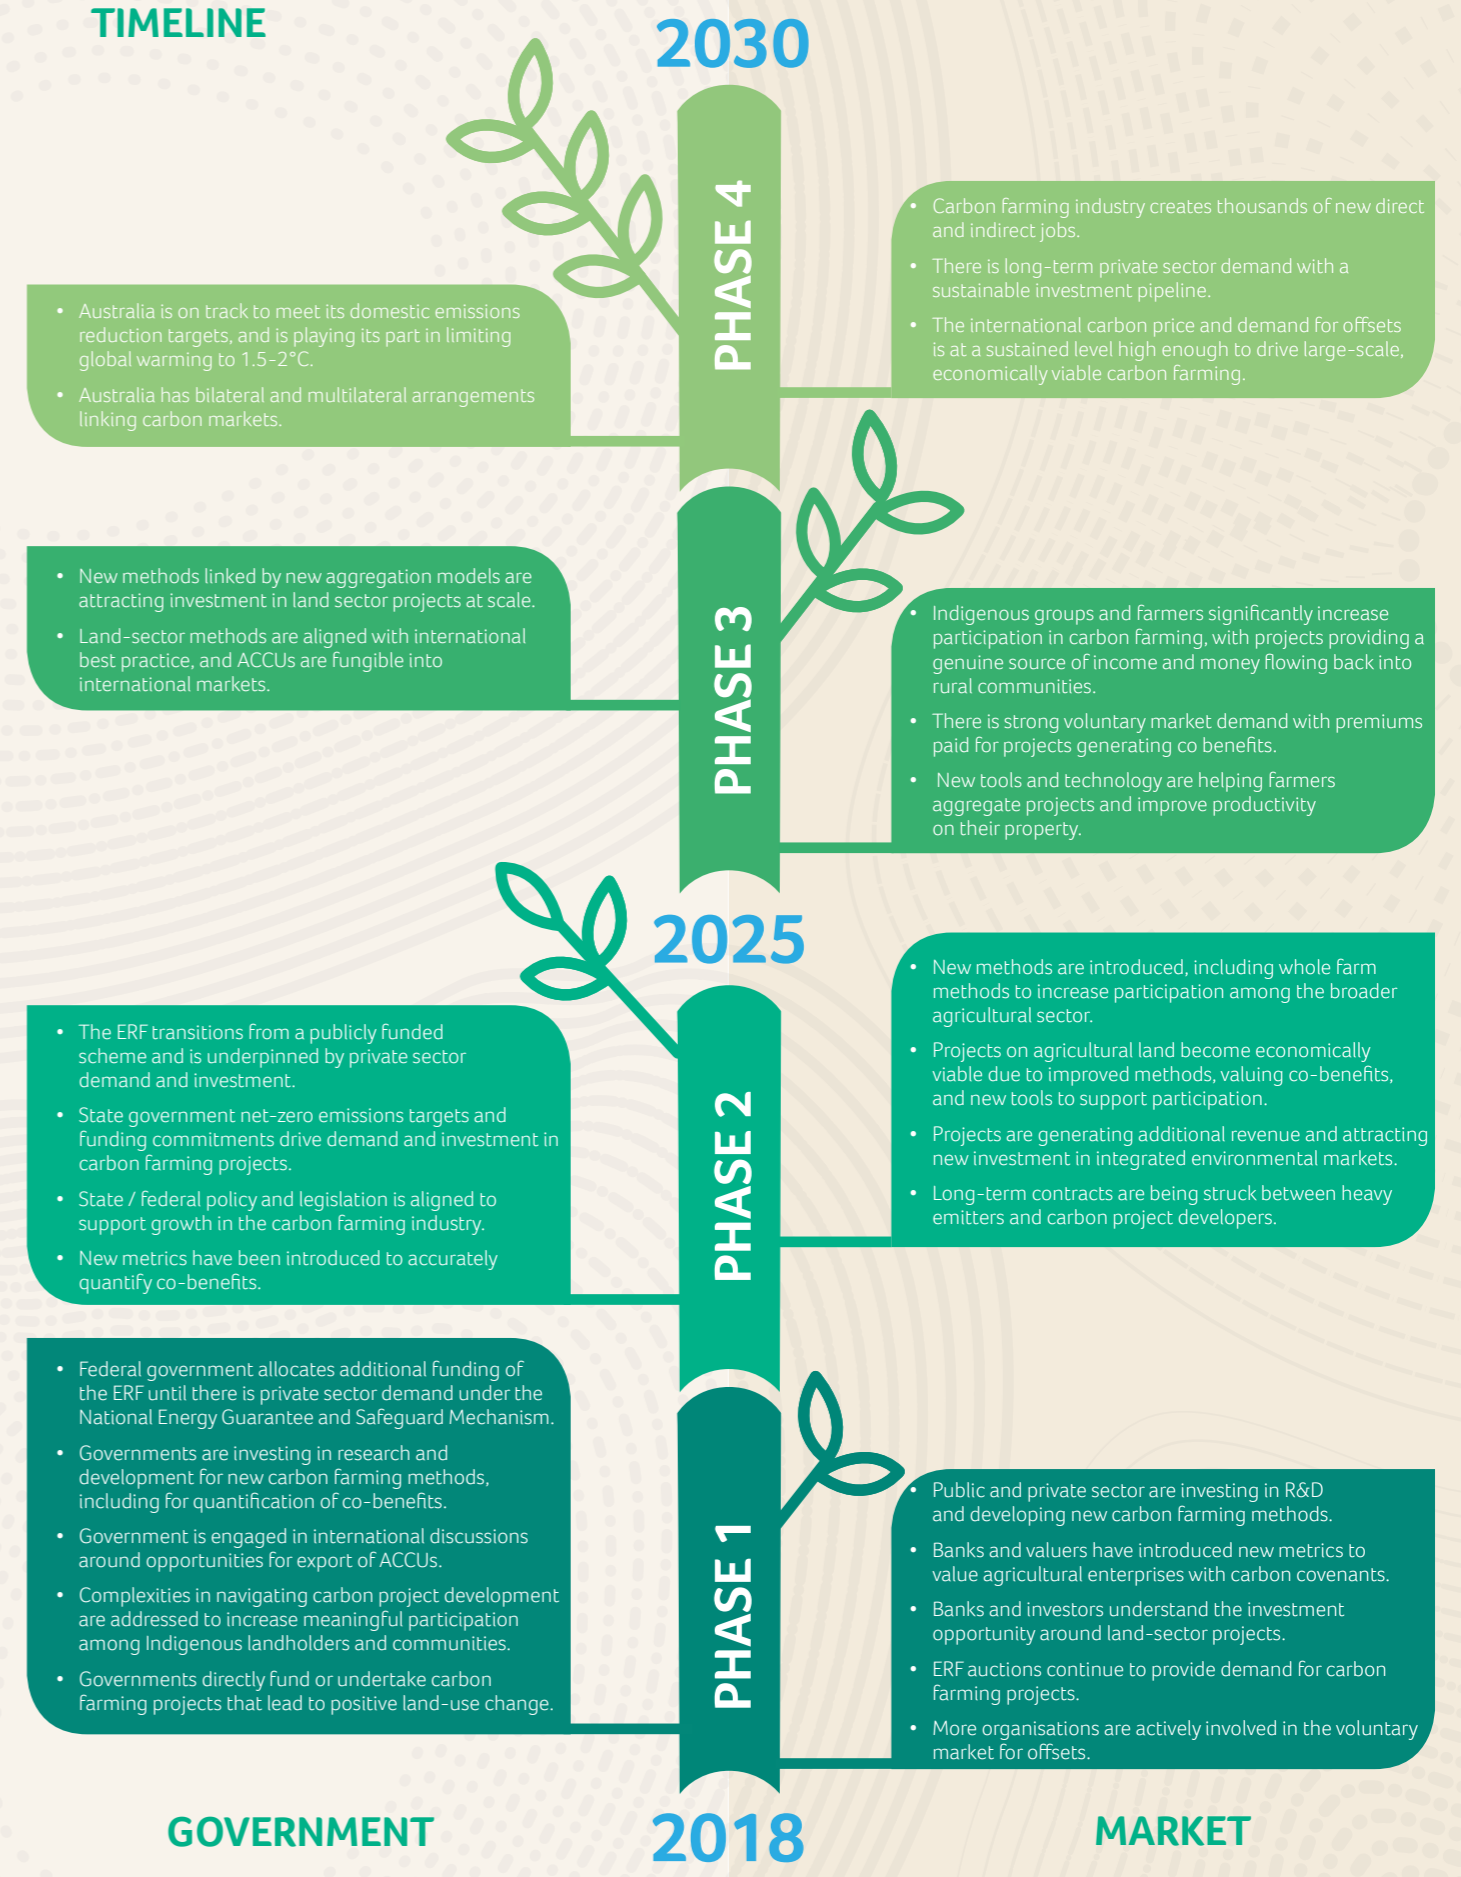 TIMELINE
2030
PHASE 4
• Carbon farming industry creates thousands of new direct
and indirect jobs.
• There is long-term private sector demand with a
sustainable investment pipeline.
• The international carbon price and demand for offsets
is at a sustained level high enough to drive large-scale,
economically viable carbon farming.
• Australia is on track to meet its domestic emissions
reduction targets, and is playing its part in limiting
global warming to 1.5-2°C.
• Australia has bilateral and multilateral arrangements
linking carbon markets.
PHASE 3
• New methods linked by new aggregation models are
attracting investment in land sector projects at scale.
• Land-sector methods are aligned with international
best practice, and ACCUs are fungible into
international markets.
• Indigenous groups and farmers significantly increase
participation in carbon farming, with projects providing a
genuine source of income and money flowing back into
rural communities.
• There is strong voluntary market demand with premiums
paid for projects generating co benefits.
• New tools and technology are helping farmers
aggregate projects and improve productivity
on their property.
2025
PHASE 2
• New methods are introduced, including whole farm
methods to increase participation among the broader
agricultural sector.
• Projects on agricultural land become economically
viable due to improved methods, valuing co-benefits,
and new tools to support participation.
• Projects are generating additional revenue and attracting
new investment in integrated environmental markets.
• Long-term contracts are being struck between heavy
emitters and carbon project developers.
• The ERF transitions from a publicly funded
scheme and is underpinned by private sector
demand and investment.
• State government net-zero emissions targets and
funding commitments drive demand and investment in
carbon farming projects.
• State / federal policy and legislation is aligned to
support growth in the carbon farming industry.
• New metrics have been introduced to accurately
quantify co-benefits.
PHASE 1
• Federal government allocates additional funding of
the ERF until there is private sector demand under the
National Energy Guarantee and Safeguard Mechanism.
• Governments are investing in research and
development for new carbon farming methods,
including for quantification of co-benefits.
• Government is engaged in international discussions
around opportunities for export of ACCUs.
• Complexities in navigating carbon project development
are addressed to increase meaningful participation
among Indigenous landholders and communities.
• Governments directly fund or undertake carbon
farming projects that lead to positive land-use change.
• Public and private sector are investing in R&D
and developing new carbon farming methods.
• Banks and valuers have introduced new metrics to
value agricultural enterprises with carbon covenants.
• Banks and investors understand the investment
opportunity around land-sector projects.
• ERF auctions continue to provide demand for carbon
farming projects.
• More organisations are actively involved in the voluntary
market for offsets.
GOVERNMENT
2018
MARKET